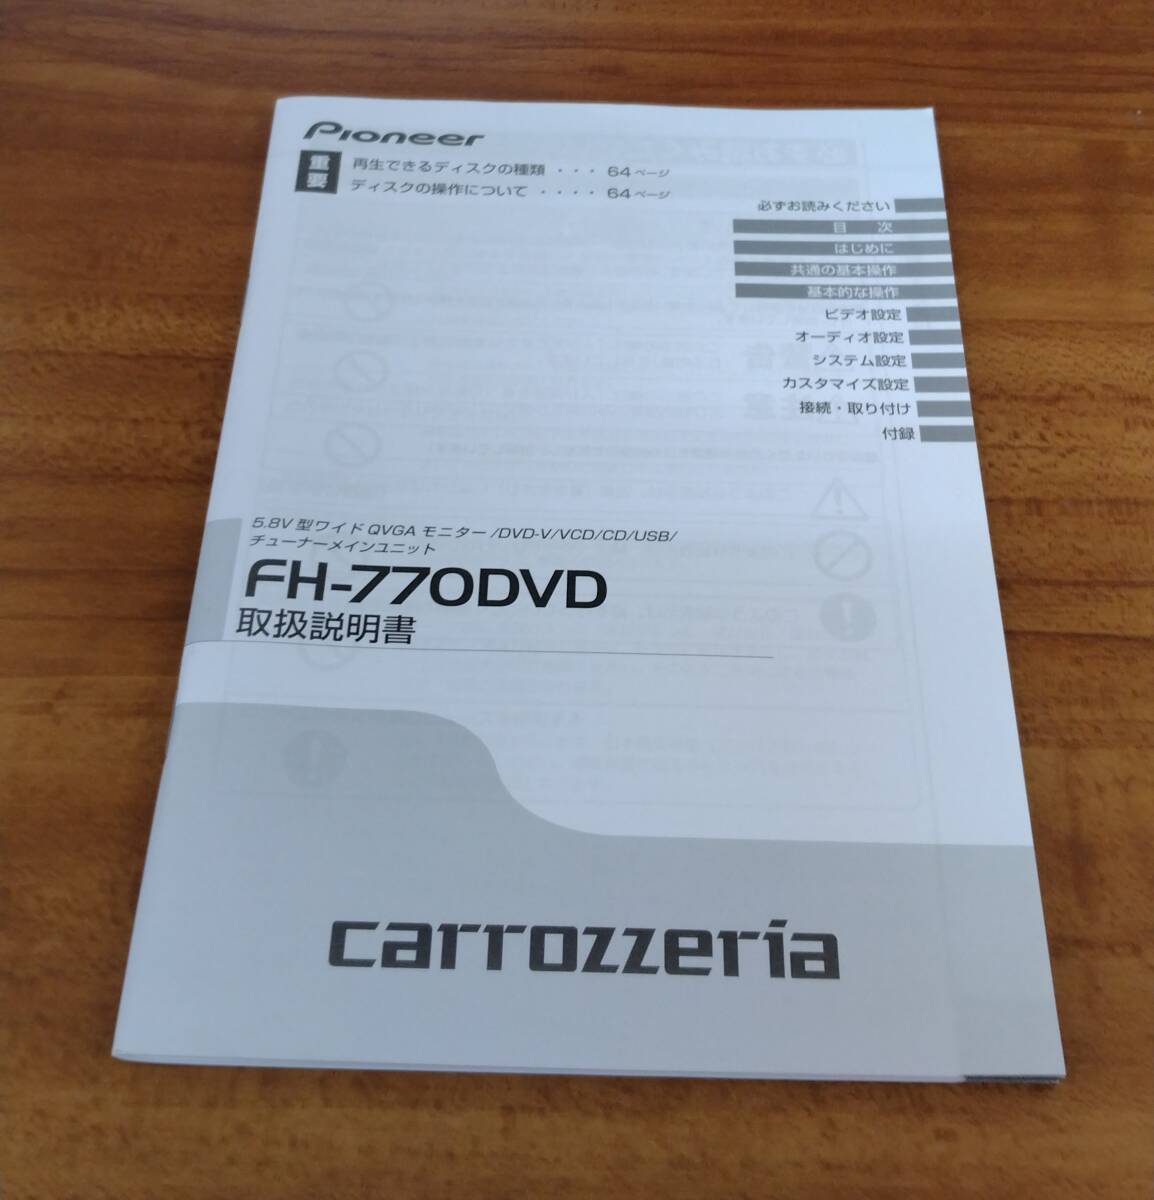 Pioneer
重要
再生できるディスクの種類 ・・・ 64ページ
ディスクの操作について ・・・・ 64ページ
必ずお読みください
目 次
はじめに
共通の基本操作
基本的な操作
ビデオ設定
オーディオ設定
システム設定
カスタマイズ設定
接続・取り付け
付録
5.8V型ワイドQVGAモニター/DVD-V/VCD/CD/USB/
チューナーメインユニット
FH-770DVD
取扱説明書
carrozzeria